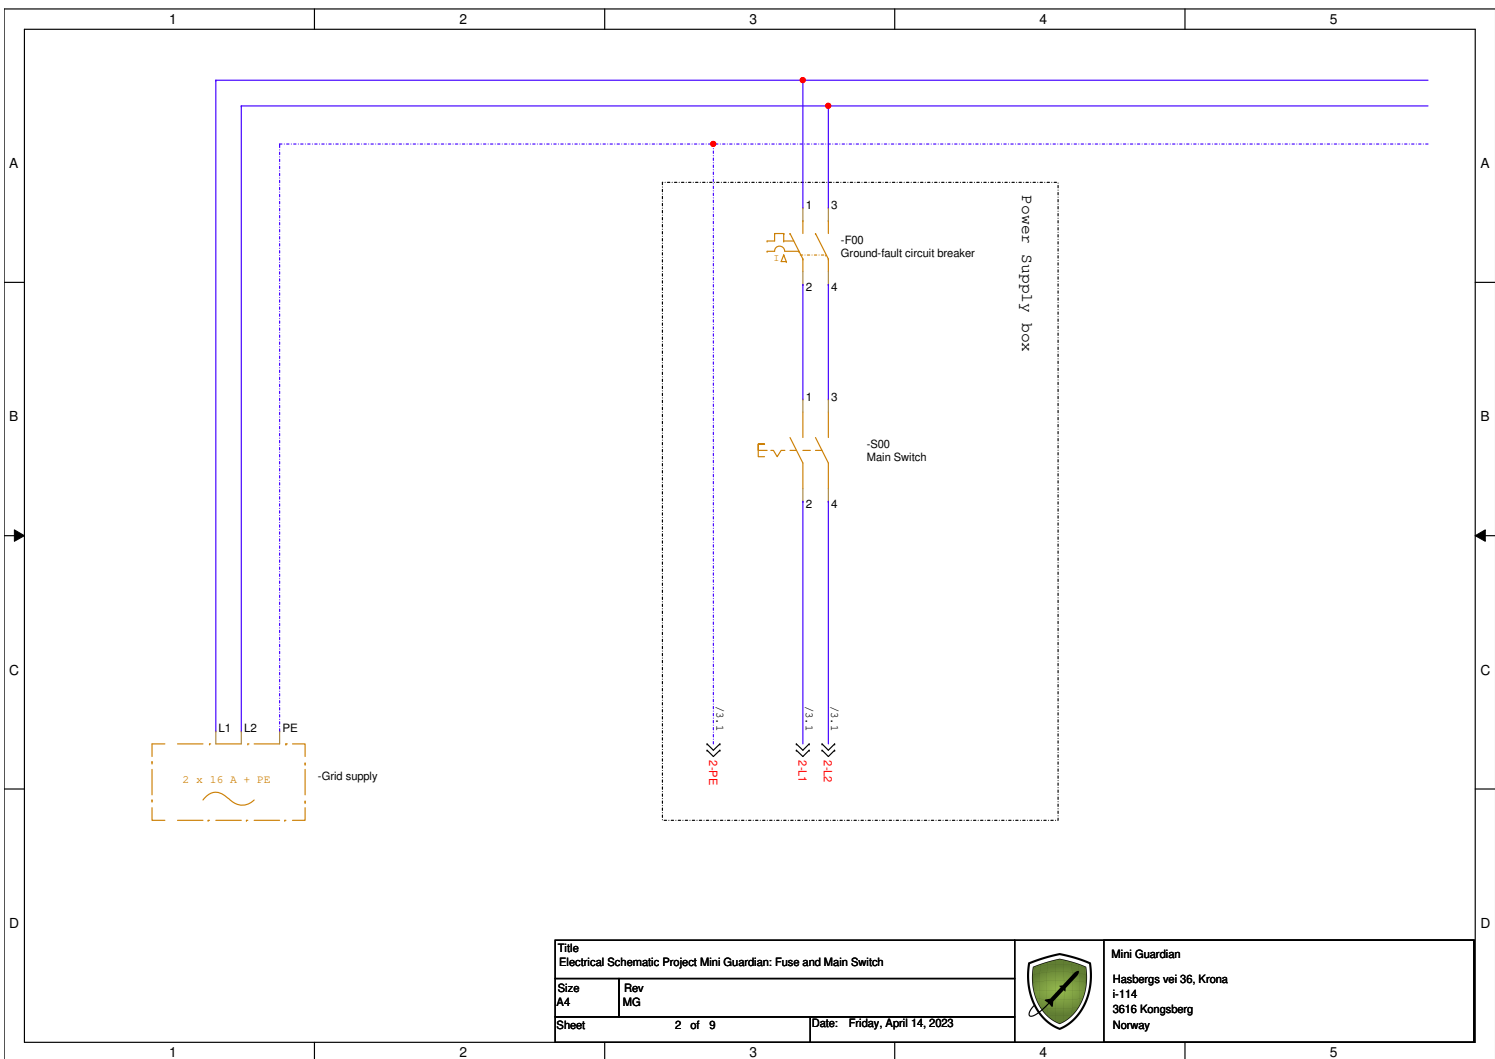 1 2 3 4 5
A A
Power Supply box
1 3
-F00
Ground-fault circuit breaker
I Δ
2 4
1 3
B B
-S00
Main Switch
2 4
C C
/3.1 /3.1 /3.1
L1 L2 PE
2-PE 2-L1 2-L2
2 x 16 A + PE
-Grid supply
D D
Title
Electrical Schematic Project Mini Guardian: Fuse and Main Switch
Size
A4
Rev
MG
Sheet 2 of 9
Date: Friday, April 14, 2023
Mini Guardian
Hasbergs vei 36, Krona
i-114
3616 Kongsberg
Norway
1 2 3 4 5